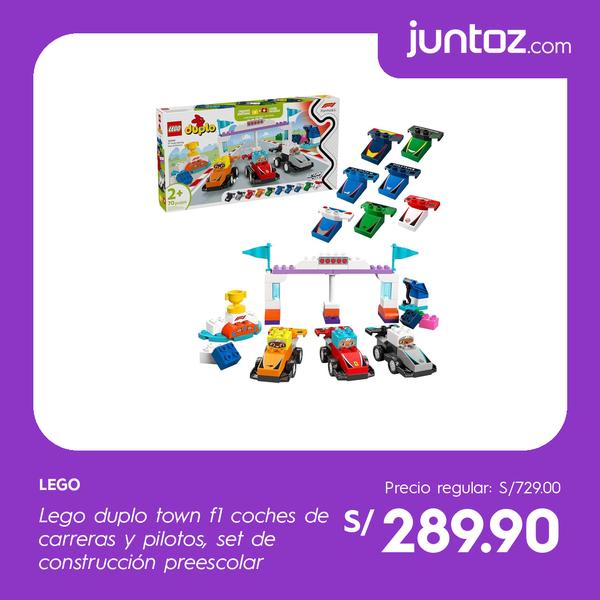 juntoz.com
LEGO
duplo
2+
LEGO
Precio regular: S/729.00
Lego duplo town f1 coches de
carreras y pilotos, set de
construcción preescolar
S/ 289.90